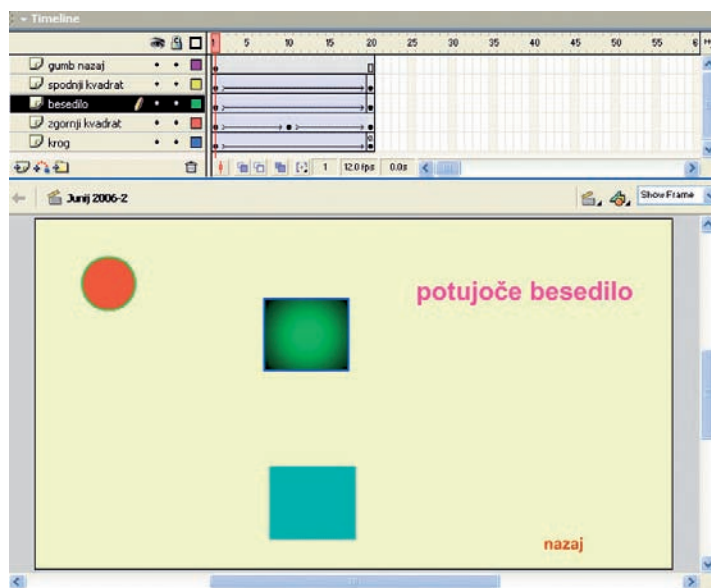 Timeline
1 5 10 15 20 25 30 35 40 45 50 55 6
gumb nazaj
spodnji kvadrat
besedilo
zgornji kvadrat
krog
1 12.0 fps 0.0s
Junij 2006-2
Show Frame
potujoče besedilo
nazaj